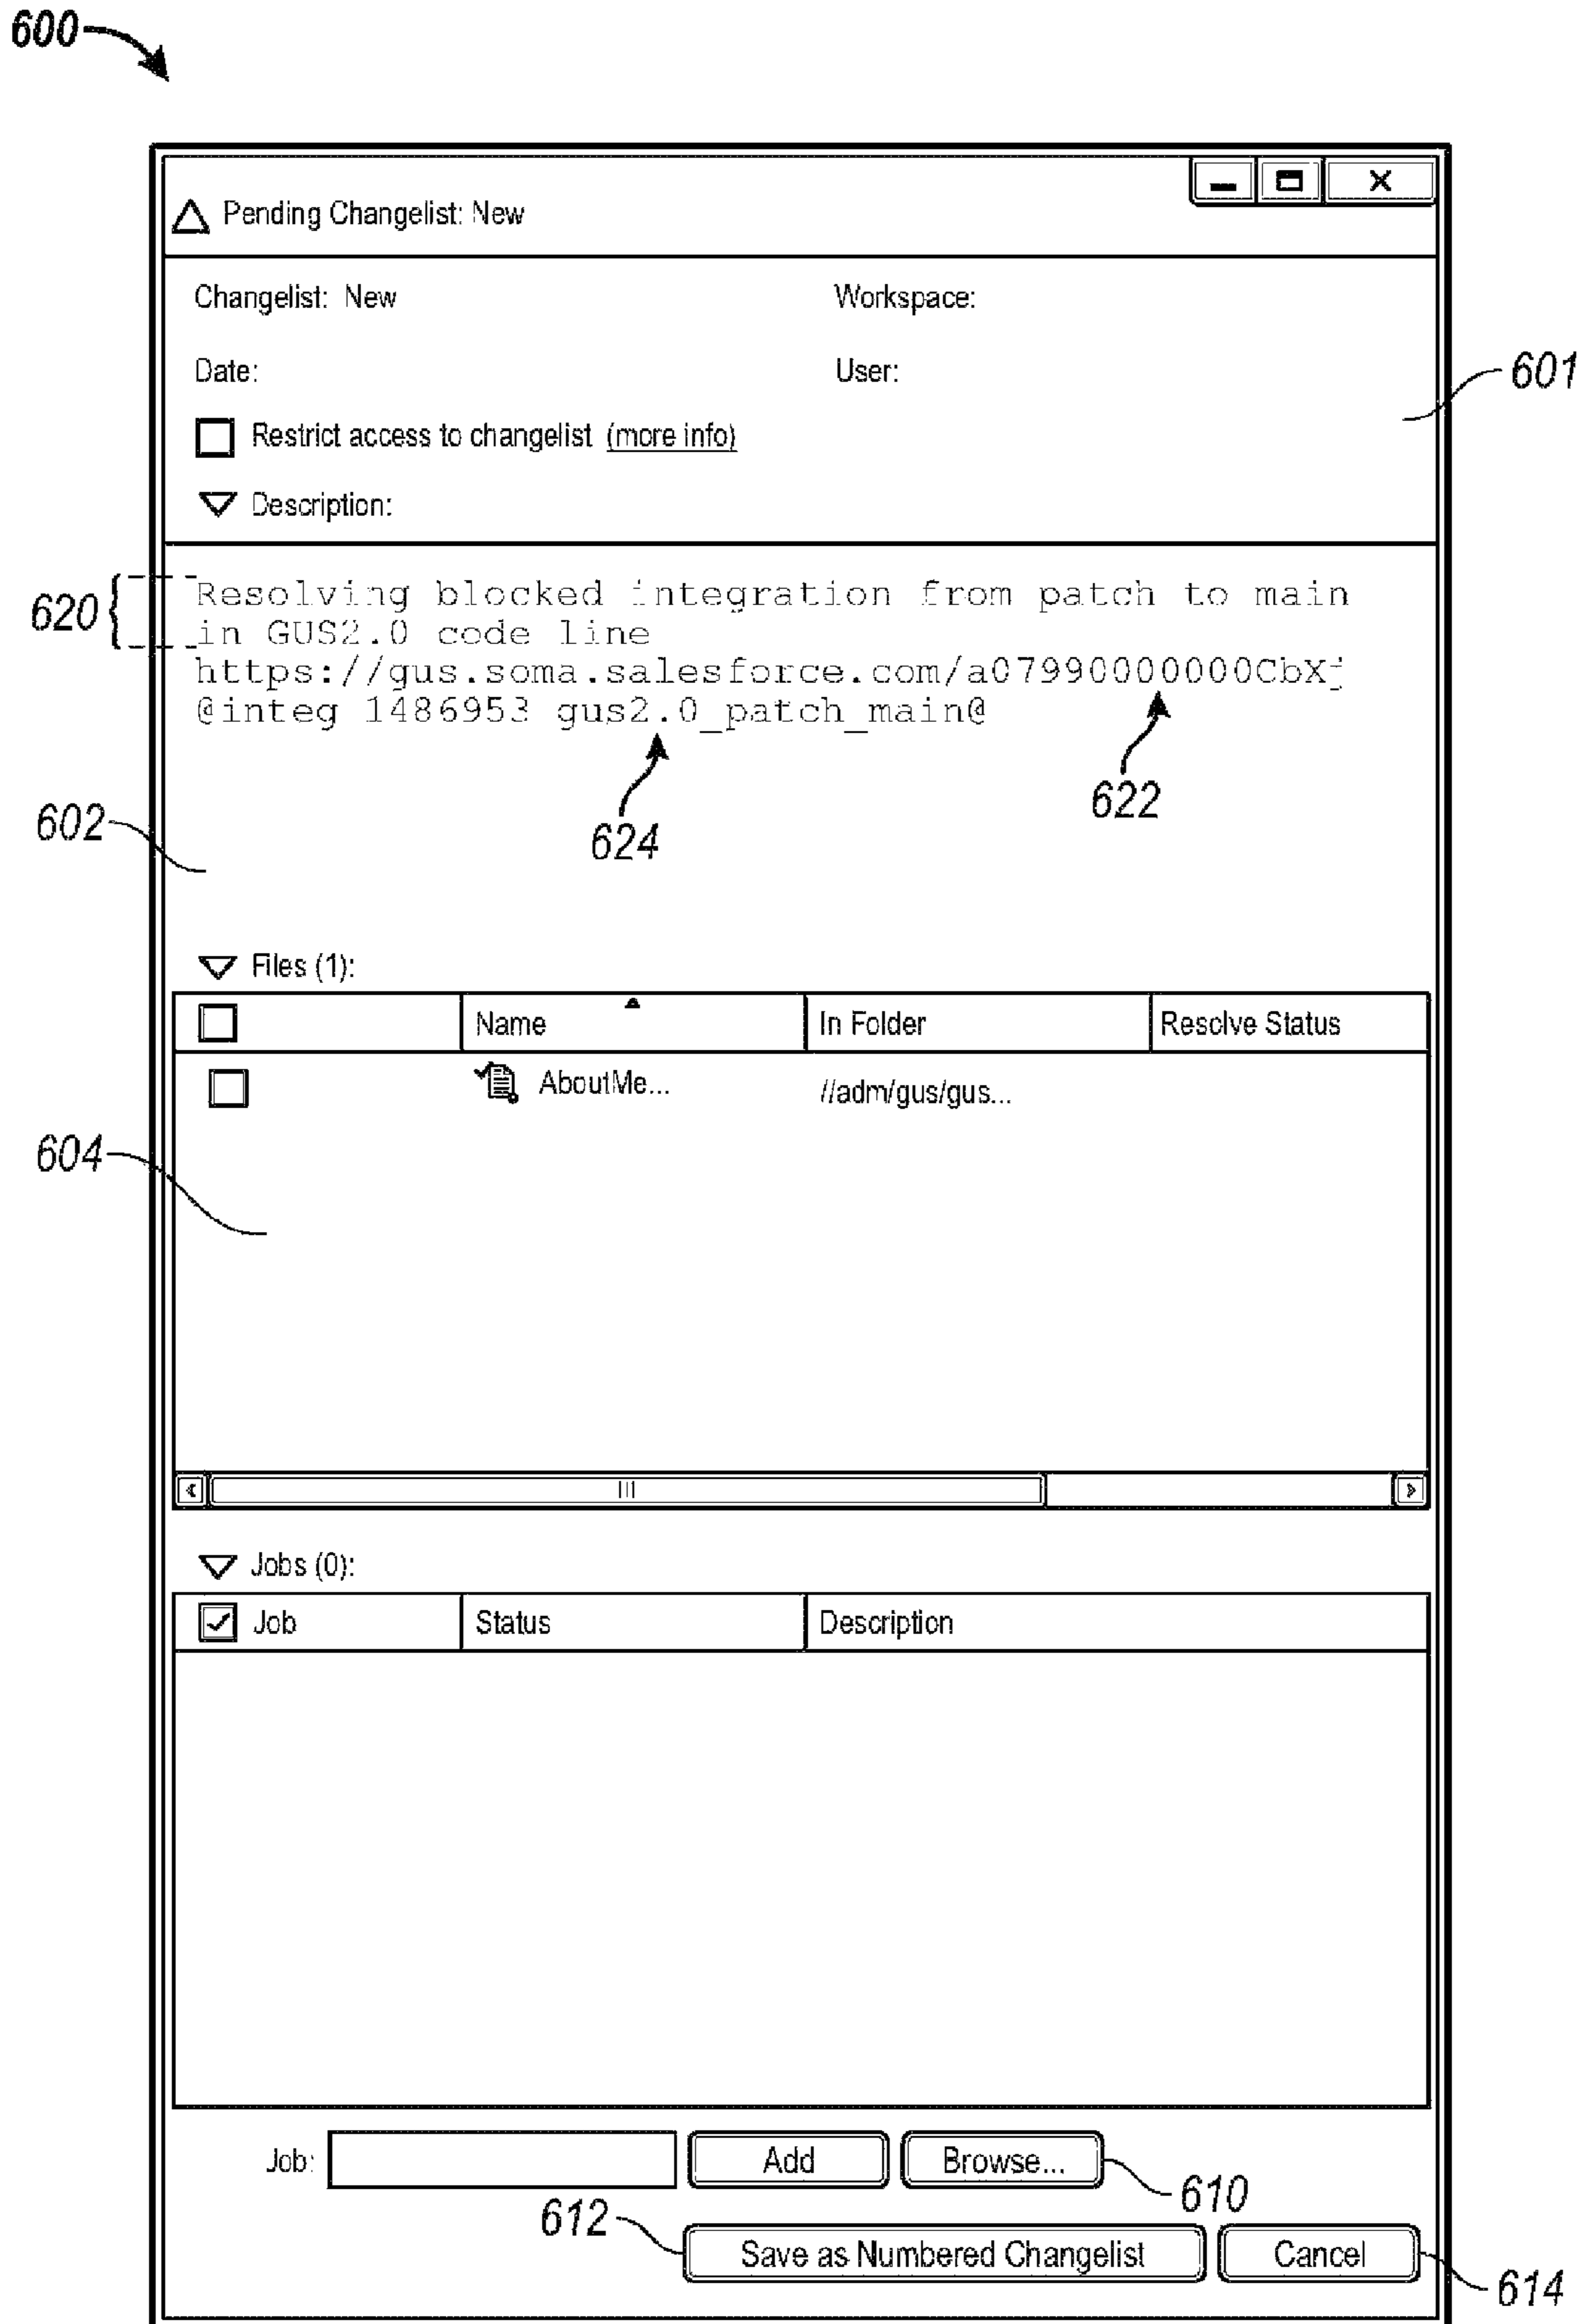 600
Pending Changelist: New
Changelist: New Workspace:
Date: User:
601
Restrict access to changelist (more info)
Description:
620
Resolving blocked integration from patch to main
in GUS2.0 code line
https://gus.soma.salesforce.com/a07990000000CbXj
@integ 1486953 gus2.0_patch_main@
622
624
602
Files (1):
Name In Folder Resolve Status
AboutMe... //adm/gus/gus...
604
Jobs (0):
Job Status Description
Job: Add Browse...
610
612
Save as Numbered Changelist Cancel
614